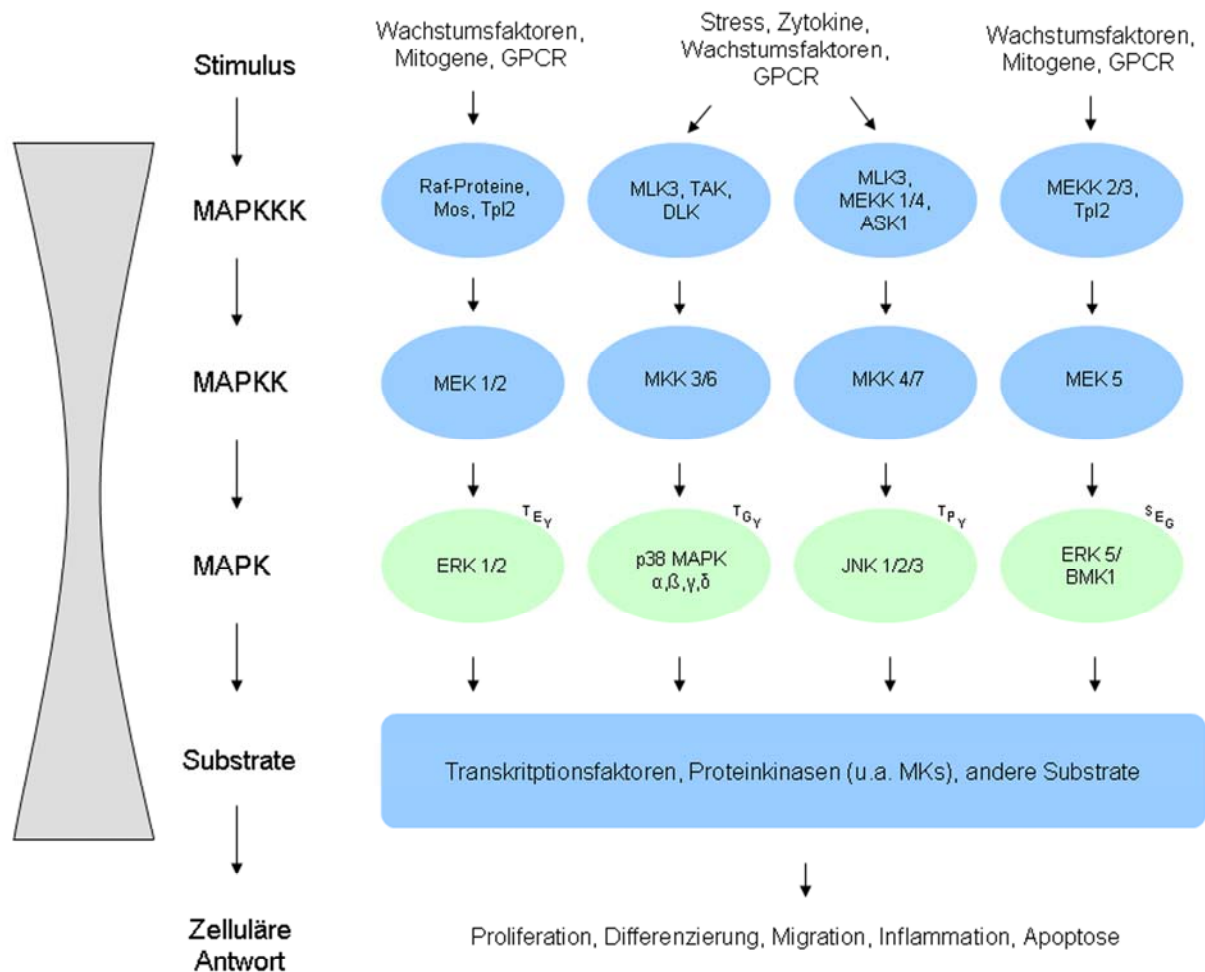 Stimulus
Wachstumsfaktoren,
Mitogene, GPCR
Stress, Zytokine,
Wachstumsfaktoren,
GPCR
Wachstumsfaktoren,
Mitogene, GPCR
MAPKKK
Raf-Proteine,
Mos, Tpl2
MLK3, TAK,
DLK
MLK3,
MEKK 1/4,
ASK1
MEKK 2/3,
Tpl2
MAPKK
MEK 1/2
MKK 3/6
MKK 4/7
MEK 5
MAPK
TEY
ERK 1/2
TGY
p38 MAPK
α,ß,γ,δ
TPY
JNK 1/2/3
SEG
ERK 5/
BMK1
Substrate
Transkritptionsfaktoren, Proteinkinasen (u.a. MKs), andere Substrate
Zelluläre
Antwort
Proliferation, Differenzierung, Migration, Inflammation, Apoptose